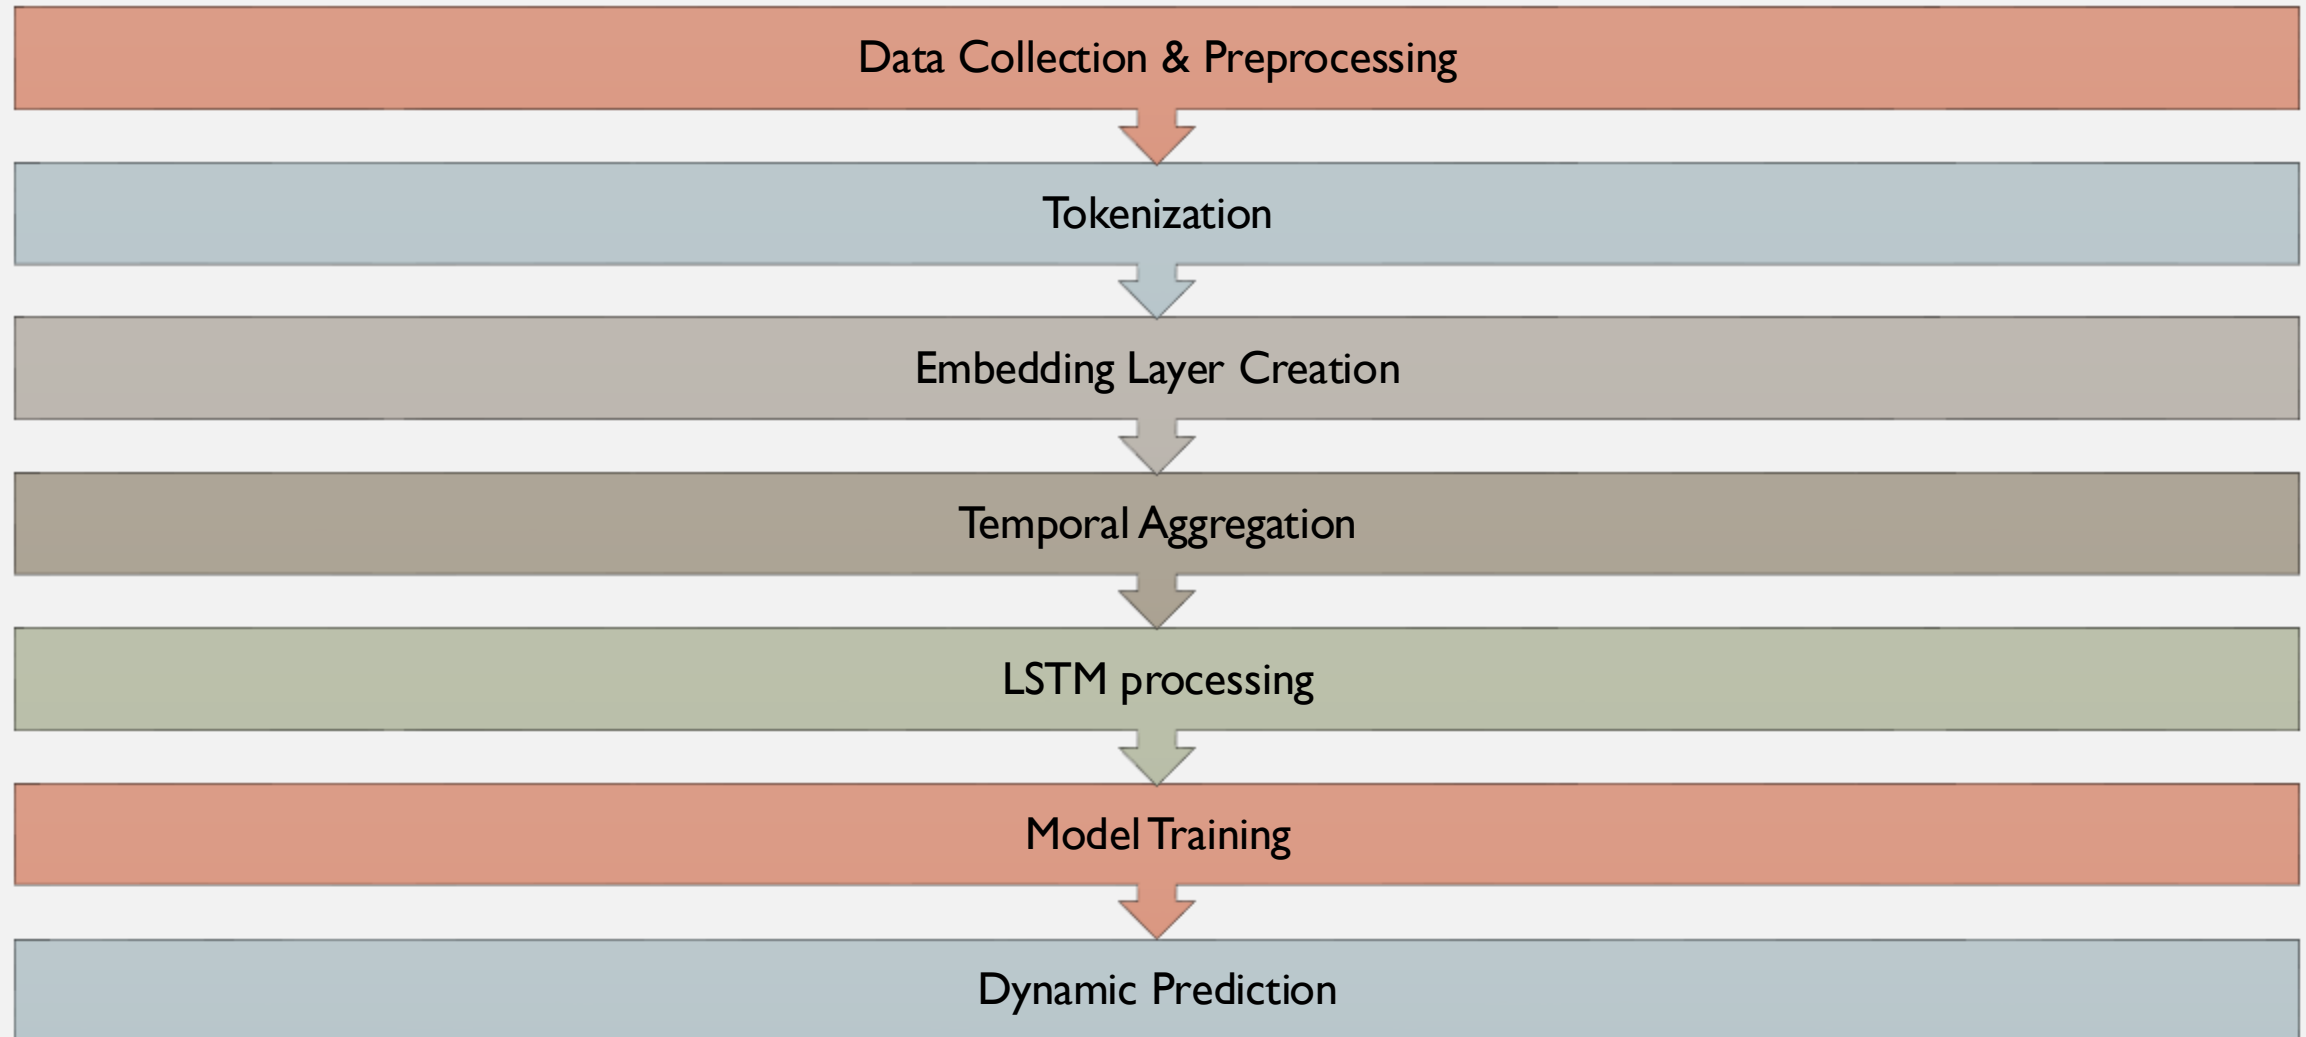 Data Collection & Preprocessing
Tokenization
Embedding Layer Creation
Temporal Aggregation
LSTM processing
Model Training
Dynamic Prediction